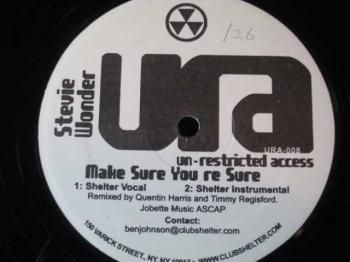 /26
Stevie
Wonder
ura
URA-008
un-restricted access
Make Sure You re Sure
1: Shelter Vocal 2: Shelter Instrumental
Remixed by Quentin Harris and Timmy Regisford.
Jobette Music ASCAP
Contact:
benjohnson@clubshelter.com
150 VARICK STREET, NY, NY WWW.CLUBSHELTER.COM